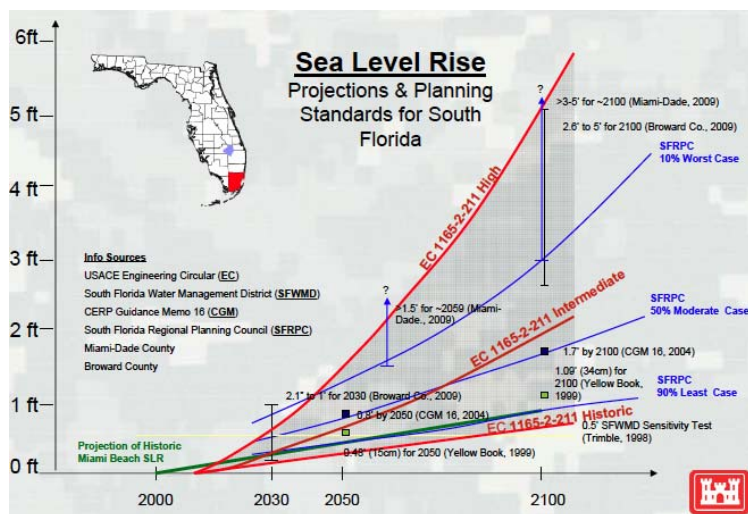 6ft
Sea Level Rise
Projections & Planning
Standards for South
Florida
5 ft
4 ft
3 ft
2 ft
1 ft
0 ft
?
>3-5' for ~2100 (Miami-Dade, 2009)
2.6' to 5' for 2100 (Broward Co., 2009)
SFRPC
10% Worst Case
EC 1165-2-211 High
Info Sources
USACE Engineering Circular (EC)
South Florida Water Management District (SFWMD)
CERP Guidance Memo 16 (CGM)
South Florida Regional Planning Council (SFRPC)
Miami-Dade County
Broward County
?
>1.5' for ~2059 (Miami-
Dade., 2009)
EC 1165-2-211 Intermediate
SFRPC
50% Moderate Case
1.7' by 2100 (CGM 16, 2004)
1.09' (34cm) for
2100 (Yellow Book,
1999)
SFRPC
90% Least Case
2.1" to 1' for 2030 (Broward Co., 2009)
0.8' by 2050 (CGM 16, 2004)
EC 1165-2-211 Historic
0.5' SFWMD Sensitivity Test
(Trimble, 1998)
Projection of Historic
Miami Beach SLR
0.48' (15cm) for 2050 (Yellow Book, 1999)
2000
2030
2050
2100